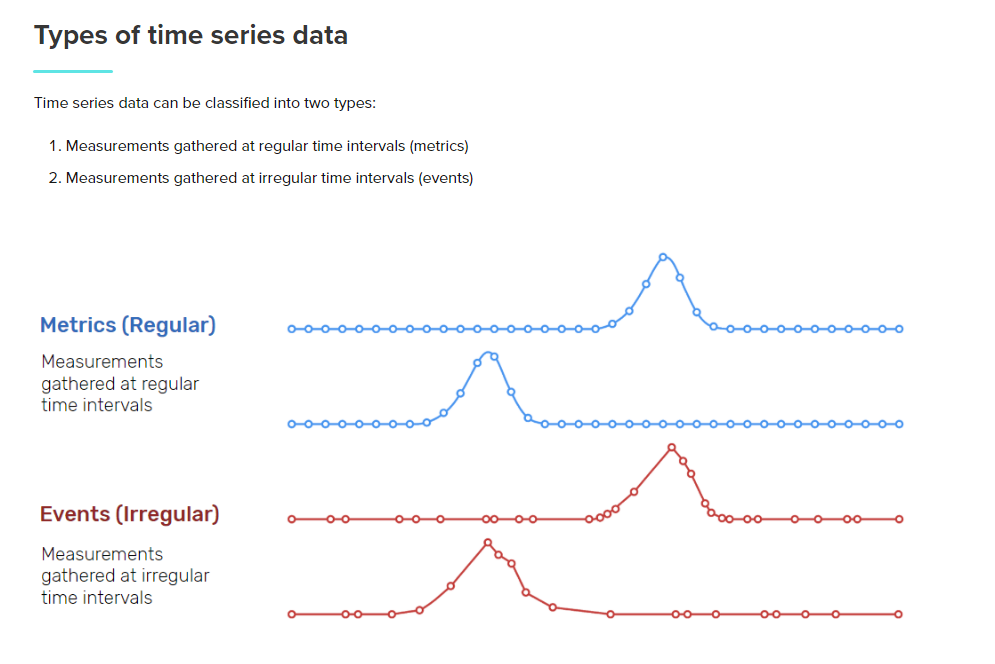 Types of time series data
Time series data can be classified into two types:
1. Measurements gathered at regular time intervals (metrics)
2. Measurements gathered at irregular time intervals (events)
Metrics (Regular)
Measurements
gathered at regular
time intervals
Events (Irregular)
Measurements
gathered at irregular
time intervals